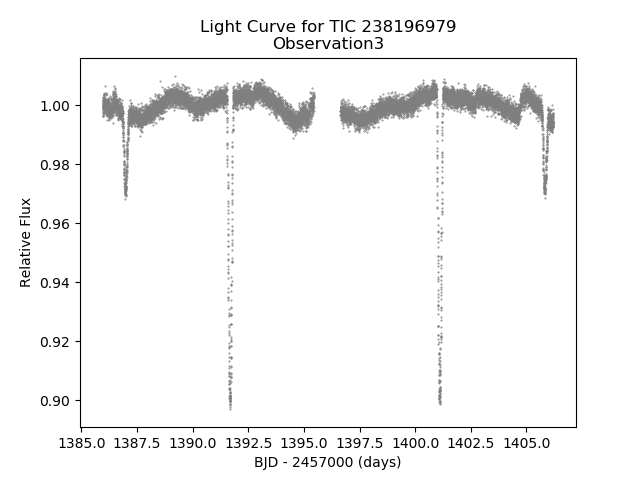 Light Curve for TIC 238196979
Observation3
1.00
0.98
0.96
0.94
0.92
0.90
Relative Flux
1385.0 1387.5 1390.0 1392.5 1395.0 1397.5 1400.0 1402.5 1405.0
BJD - 2457000 (days)